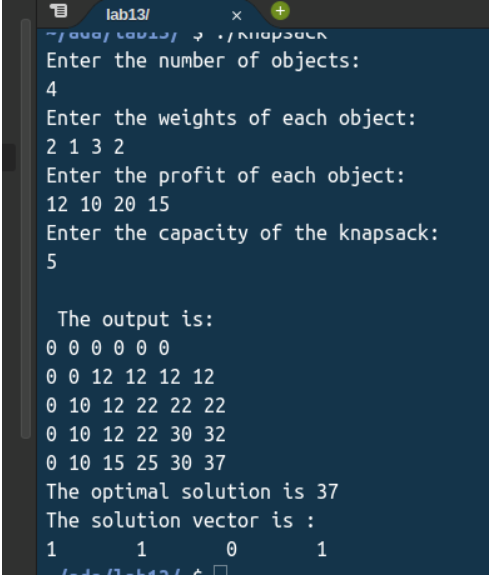 lab13/
~/ada/lab13/ $ ./knapsack
Enter the number of objects:
4
Enter the weights of each object:
2 1 3 2
Enter the profit of each object:
12 10 20 15
Enter the capacity of the knapsack:
5
The output is:
0 0 0 0 0 0
0 0 12 12 12 12
0 10 12 22 22 22
0 10 12 22 30 32
0 10 15 25 30 37
The optimal solution is 37
The solution vector is :
1 1 0 1
~/ada/lab13/ $